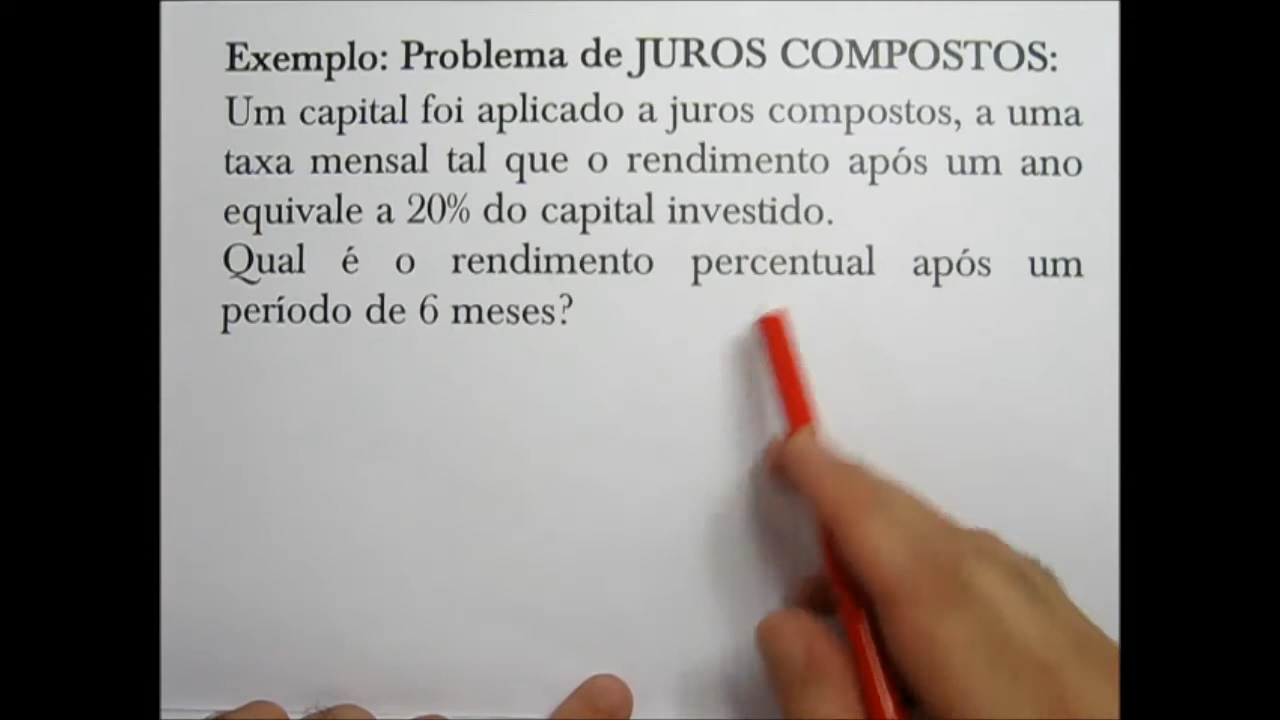 Exemplo: Problema de JUROS COMPOSTOS:
Um capital foi aplicado a juros compostos, a uma
taxa mensal tal que o rendimento após um ano
equivale a 20% do capital investido.
Qual é o rendimento percentual após um
período de 6 meses?